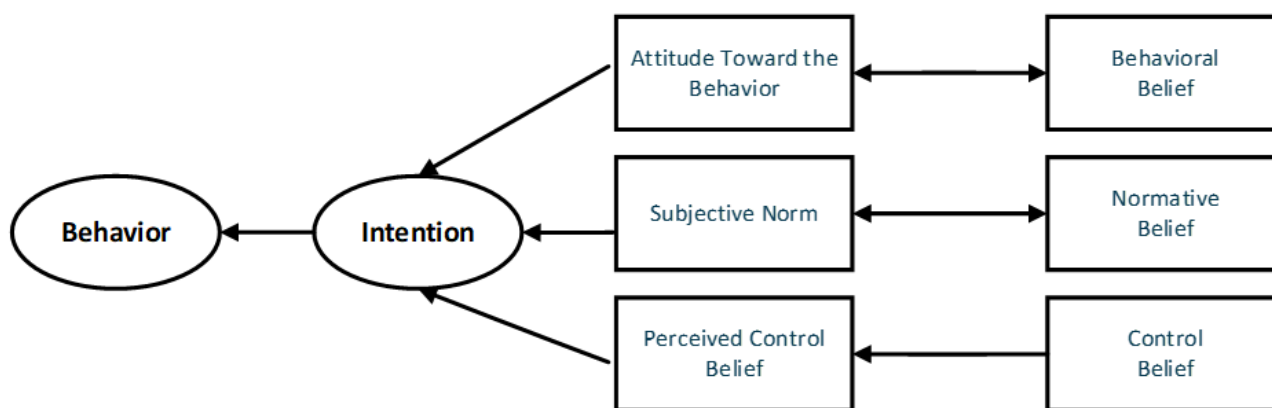 Attitude Toward the
Behavior
Behavioral
Belief
Behavior
Intention
Subjective Norm
Normative
Belief
Perceived Control
Belief
Control
Belief